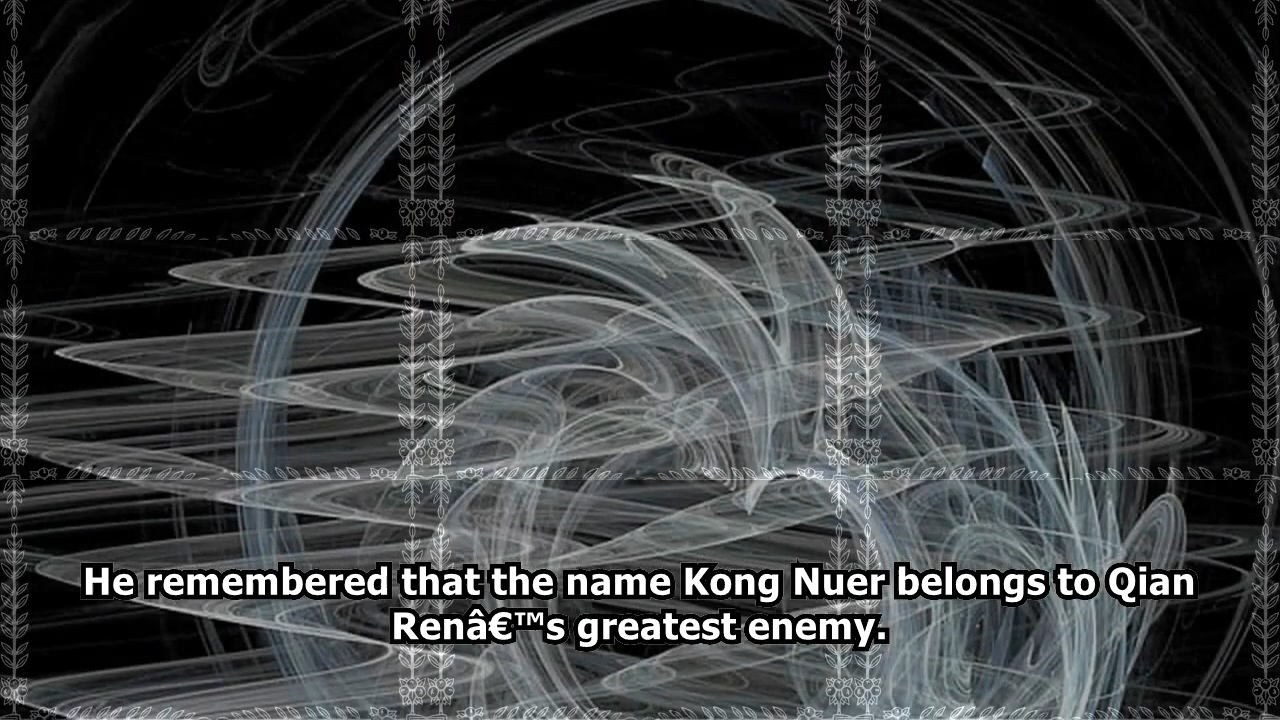 He remembered that the name Kong Nuer belongs to Qian
Renâ€™s greatest enemy.